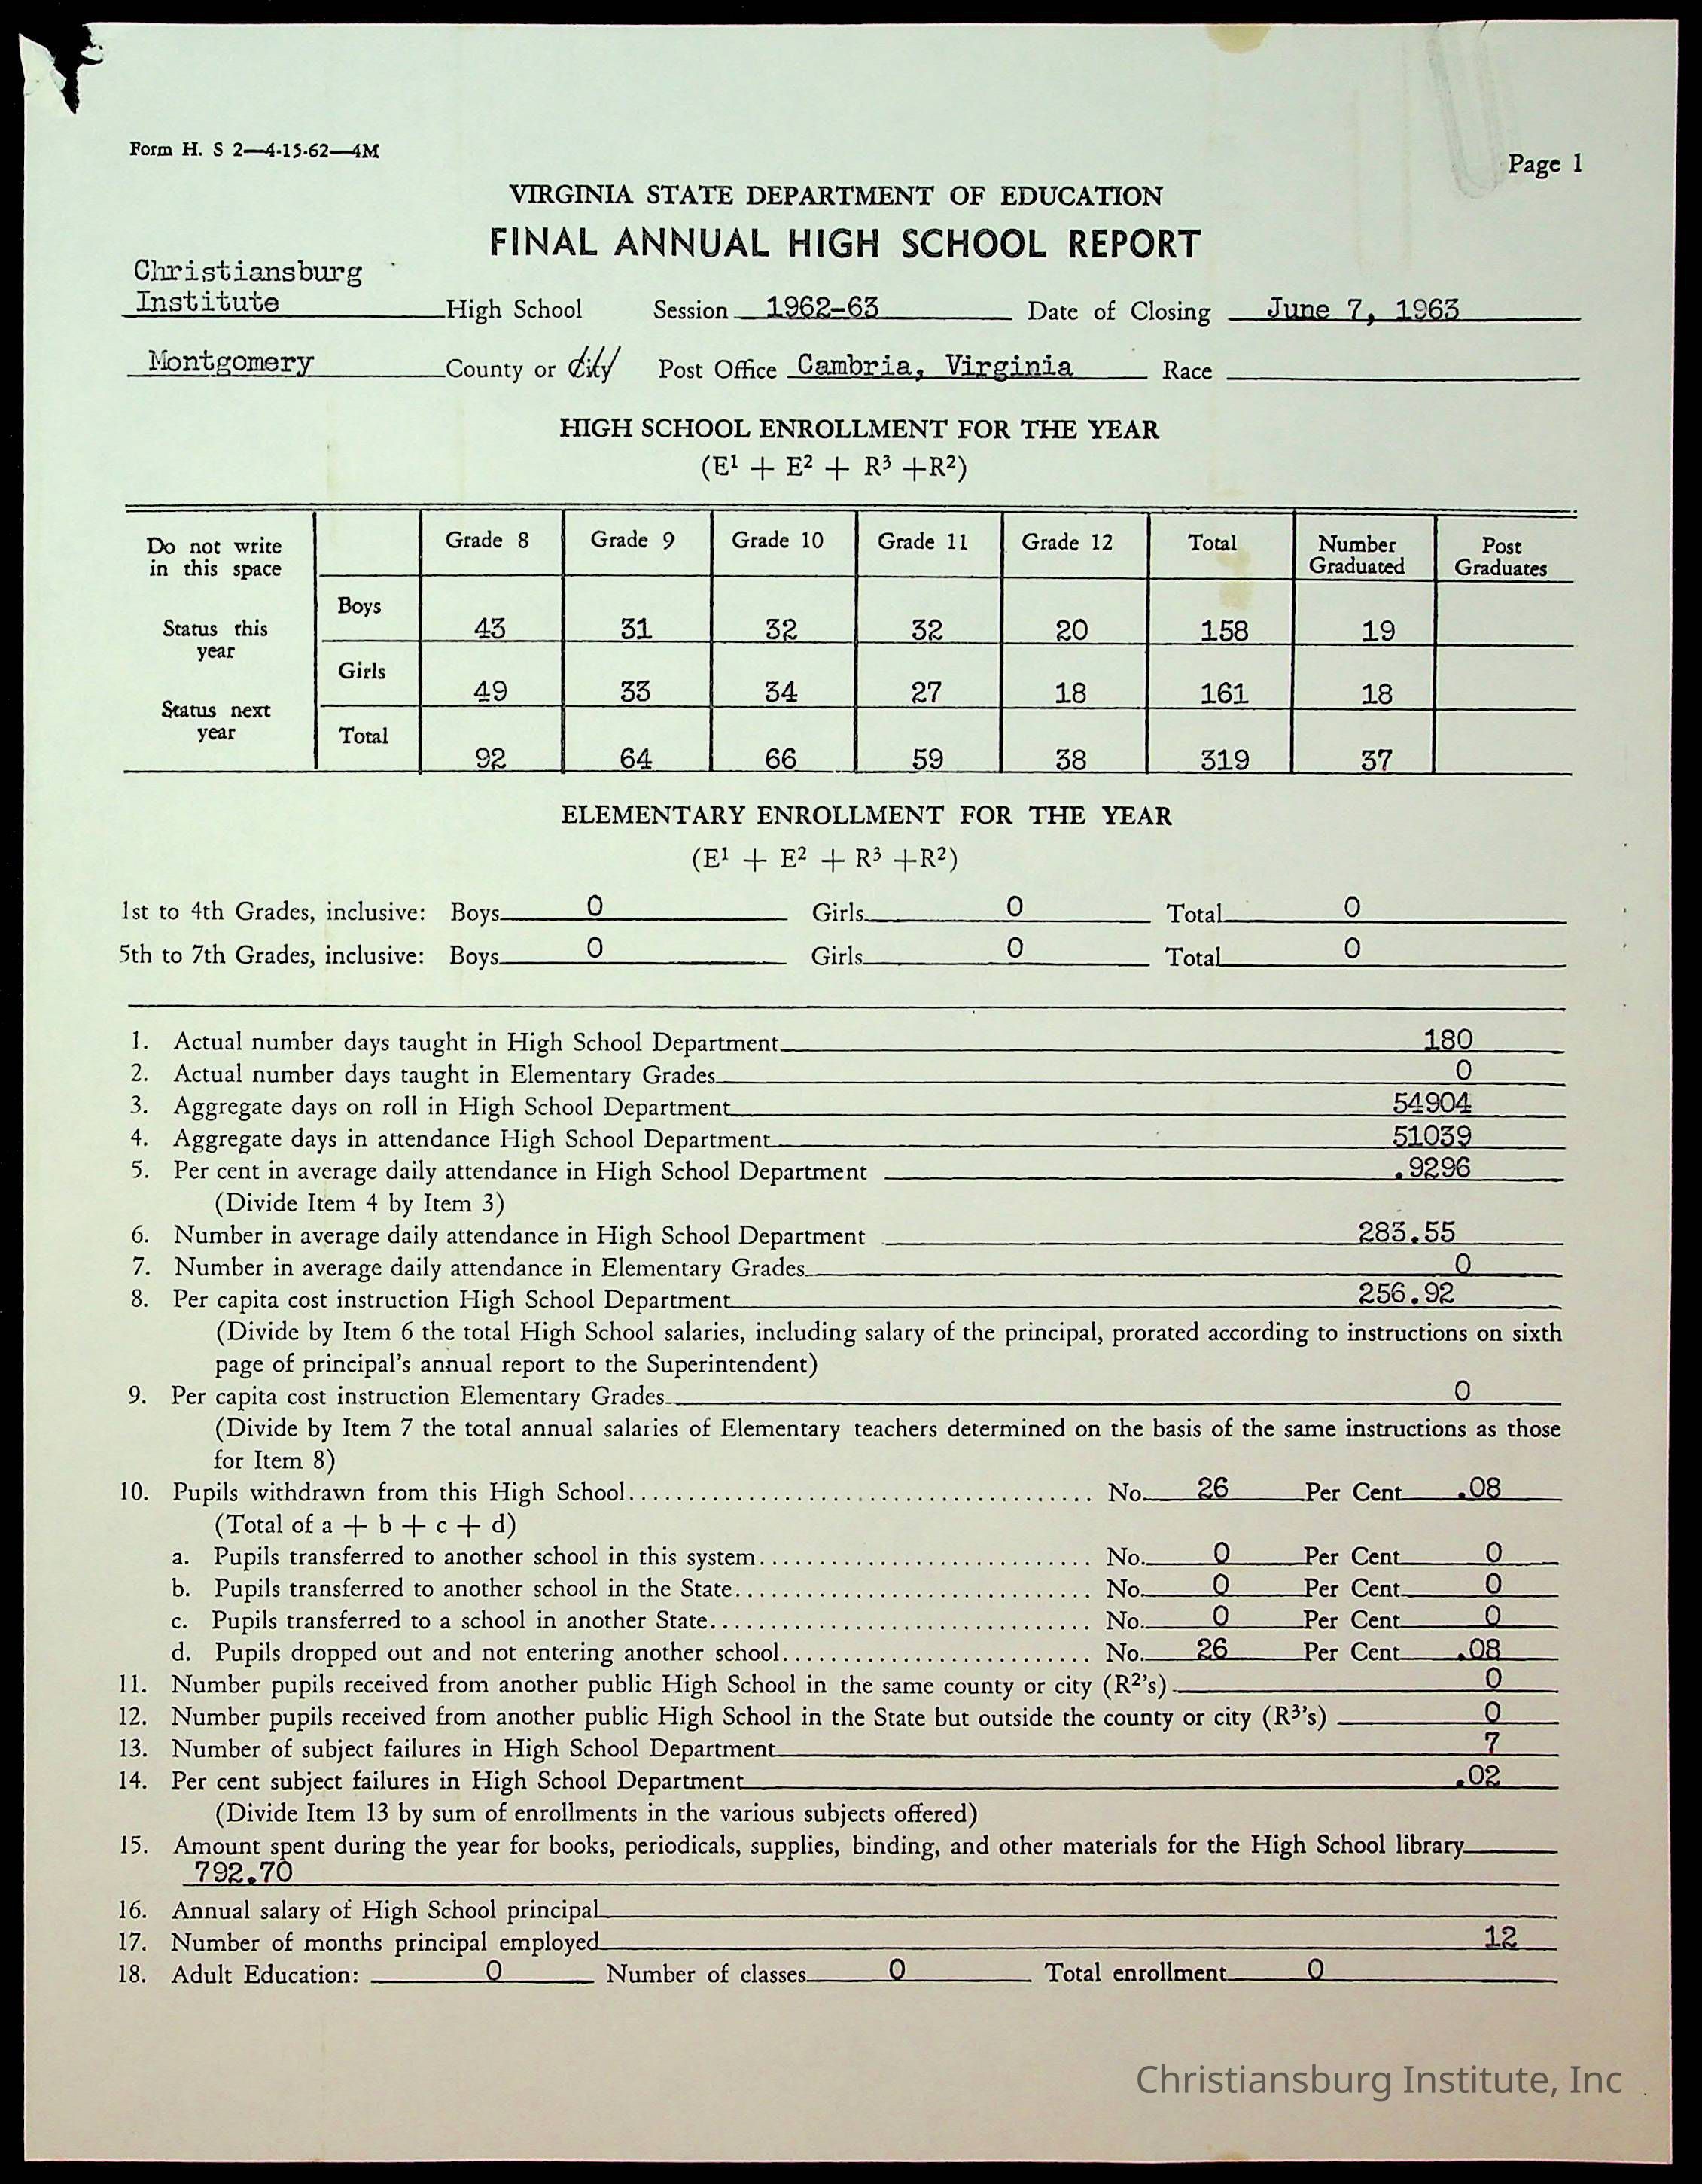 Form H. S 2—4-15-62—4M
Page 1
VIRGINIA STATE DEPARTMENT OF EDUCATION
FINAL ANNUAL HIGH SCHOOL REPORT
Christiansburg
Institute High School Session 1962-63 Date of Closing June 7, 1963
Montgomery County or City Post Office Cambria, Virginia Race
HIGH SCHOOL ENROLLMENT FOR THE YEAR
(E¹ + E² + R³ +R²)
Do not write in this space Grade 8 Grade 9 Grade 10 Grade 11 Grade 12 Total Number Graduated Post Graduates
Status this year Boys 43 31 32 32 20 158 19
Girls 49 33 34 27 18 161 18
Status next year Total 92 64 66 59 38 319 37
ELEMENTARY ENROLLMENT FOR THE YEAR
(E¹ + E² + R³ +R²)
1st to 4th Grades, inclusive: Boys 0 Girls 0 Total 0
5th to 7th Grades, inclusive: Boys 0 Girls 0 Total 0
1. Actual number days taught in High School Department 180
2. Actual number days taught in Elementary Grades 0
3. Aggregate days on roll in High School Department 54904
4. Aggregate days in attendance High School Department 51039
5. Per cent in average daily attendance in High School Department .9296
(Divide Item 4 by Item 3)
6. Number in average daily attendance in High School Department 283.55
7. Number in average daily attendance in Elementary Grades 0
8. Per capita cost instruction High School Department 256.92
(Divide by Item 6 the total High School salaries, including salary of the principal, prorated according to instructions on sixth
page of principal's annual report to the Superintendent)
9. Per capita cost instruction Elementary Grades 0
(Divide by Item 7 the total annual salaries of Elementary teachers determined on the basis of the same instructions as those
for Item 8)
10. Pupils withdrawn from this High School No. 26 Per Cent .08
(Total of a + b + c + d)
a. Pupils transferred to another school in this system No. 0 Per Cent 0
b. Pupils transferred to another school in the State No. 0 Per Cent 0
c. Pupils transferred to a school in another State No. 0 Per Cent 0
d. Pupils dropped out and not entering another school No. 26 Per Cent .08
11. Number pupils received from another public High School in the same county or city (R²'s) 0
12. Number pupils received from another public High School in the State but outside the county or city (R³'s) 0
13. Number of subject failures in High School Department 7
14. Per cent subject failures in High School Department .02
(Divide Item 13 by sum of enrollments in the various subjects offered)
15. Amount spent during the year for books, periodicals, supplies, binding, and other materials for the High School library
792.70
16. Annual salary of High School principal
17. Number of months principal employed 12
18. Adult Education: 0 Number of classes 0 Total enrollment 0
Christiansburg Institute, Inc